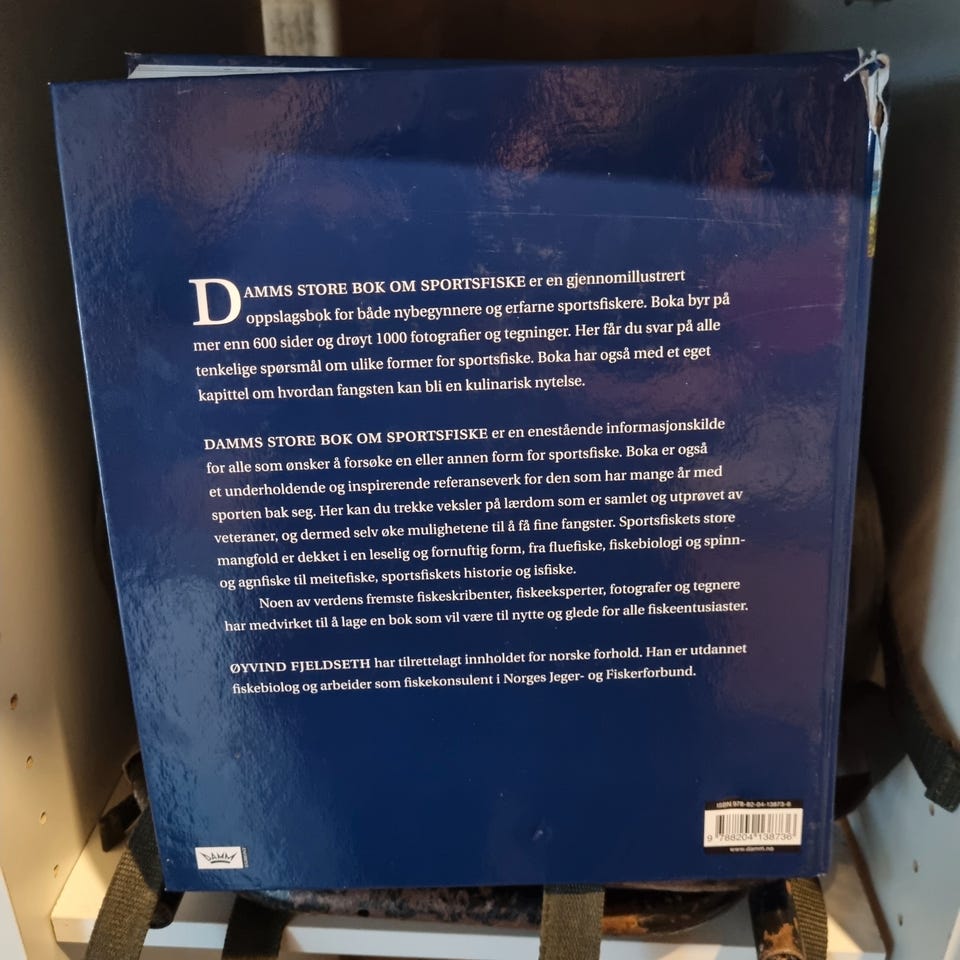 DAMMS STORE BOK OM SPORTSFISKE er en gjennomillustrert
oppslagsbok for både nybegynnere og erfarne sportsfiskere. Boka byr på
mer enn 600 sider og drøyt 1000 fotografier og tegninger. Her får du svar på alle
tenkelige spørsmål om ulike former for sportsfiske. Boka har også med et eget
kapittel om hvordan fangsten kan bli en kulinarisk nytelse.
DAMMS STORE BOK OM SPORTSFISKE er en enestående informasjonskilde
for alle som ønsker å forsøke en eller annen form for sportsfiske. Boka er også
et underholdende og inspirerende referanseverk for den som har mange år med
sporten bak seg. Her kan du trekke veksler på lærdom som er samlet og utprøvet av
veteraner, og dermed selv øke mulighetene til å få fine fangster. Sportsfiskets store
mangfold er dekket i en leselig og fornuftig form, fra fluefiske, fiskebiologi og spinn-
og agnfiske til meitefiske, sportsfiskets historie og isfiske.
Noen av verdens fremste fiskeskribenter, fiskeeksperter, fotografer og tegnere
har medvirket til å lage en bok som vil være til nytte og glede for alle fiskeentusiaster.
ØYVIND FJELDSETH har tilrettelagt innholdet for norske forhold. Han er utdannet
fiskebiolog og arbeider som fiskekonsulent i Norges Jeger- og Fiskerforbund.
ISBN 978-82-04-13873-6
9 788204 138736
www.damm.no
DAMM